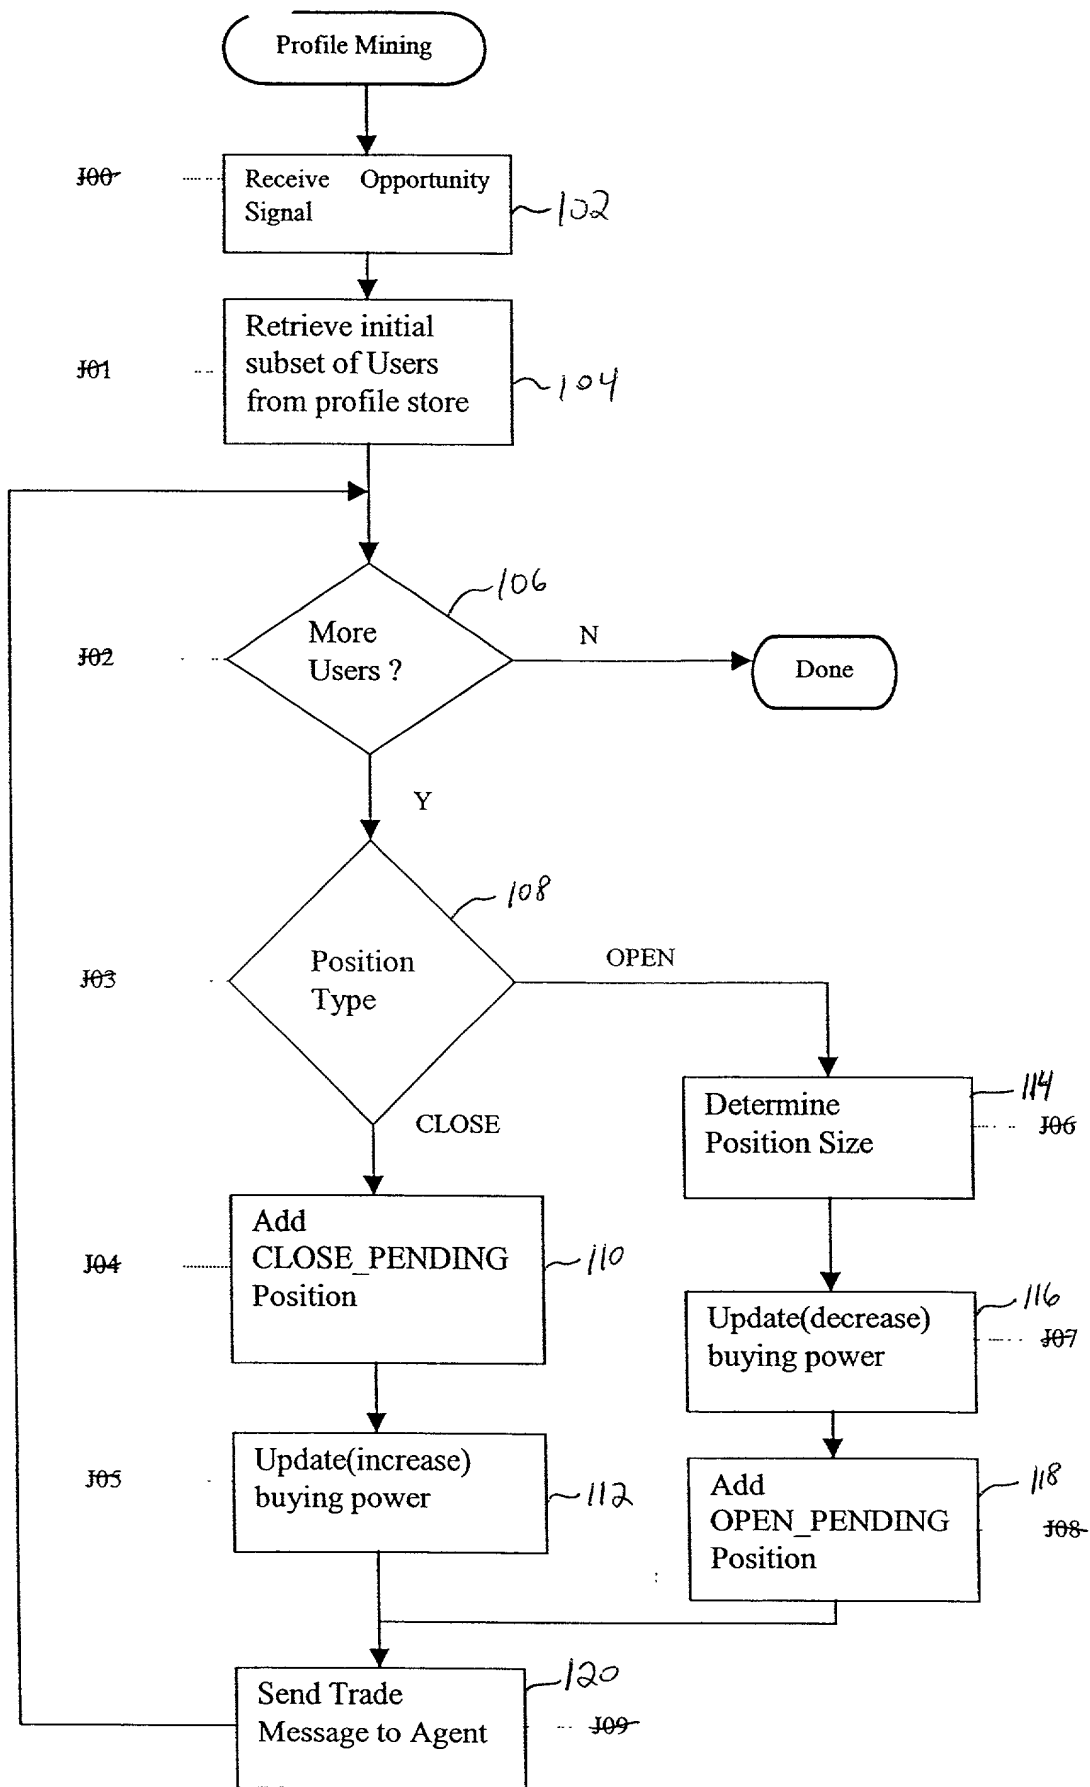 Profile Mining
J00
Receive Opportunity
Signal
102
J01
Retrieve initial
subset of Users
from profile store
104
106
J02
More
Users ?
N
Done
Y
108
J03
Position
Type
OPEN
CLOSE
114
Determine
Position Size
J06
J04
Add
CLOSE_PENDING
Position
110
116
Update(decrease)
buying power
J07
J05
Update(increase)
buying power
112
118
Add
OPEN_PENDING
Position
J08
120
Send Trade
Message to Agent
J09